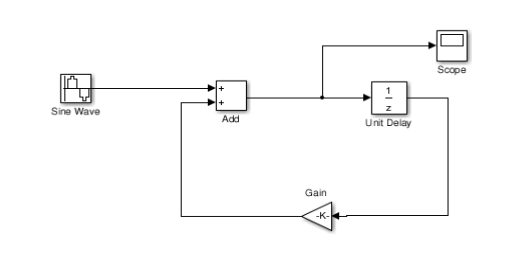 Scope
Sine Wave
+
+
Add
1
z
Unit Delay
Gain
-K-